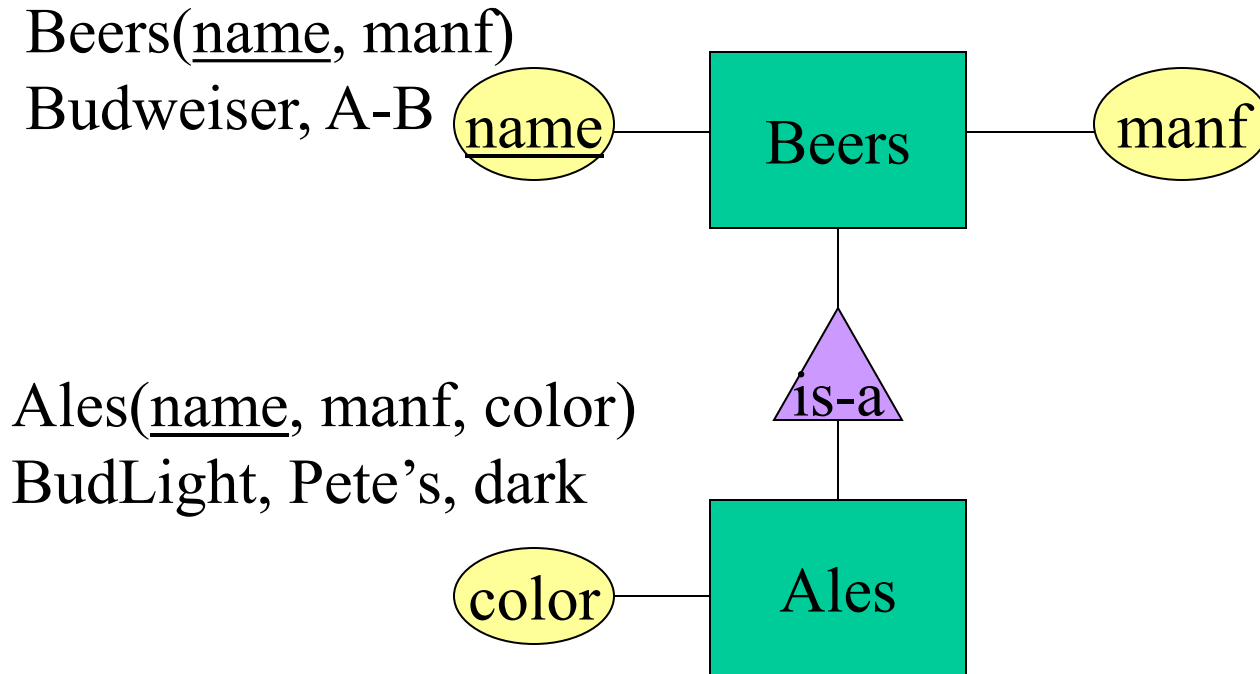 Beers(name, manf)
Budweiser, A-B
name
Beers
manf
is-a
Ales(name, manf, color)
BudLight, Pete’s, dark
color
Ales